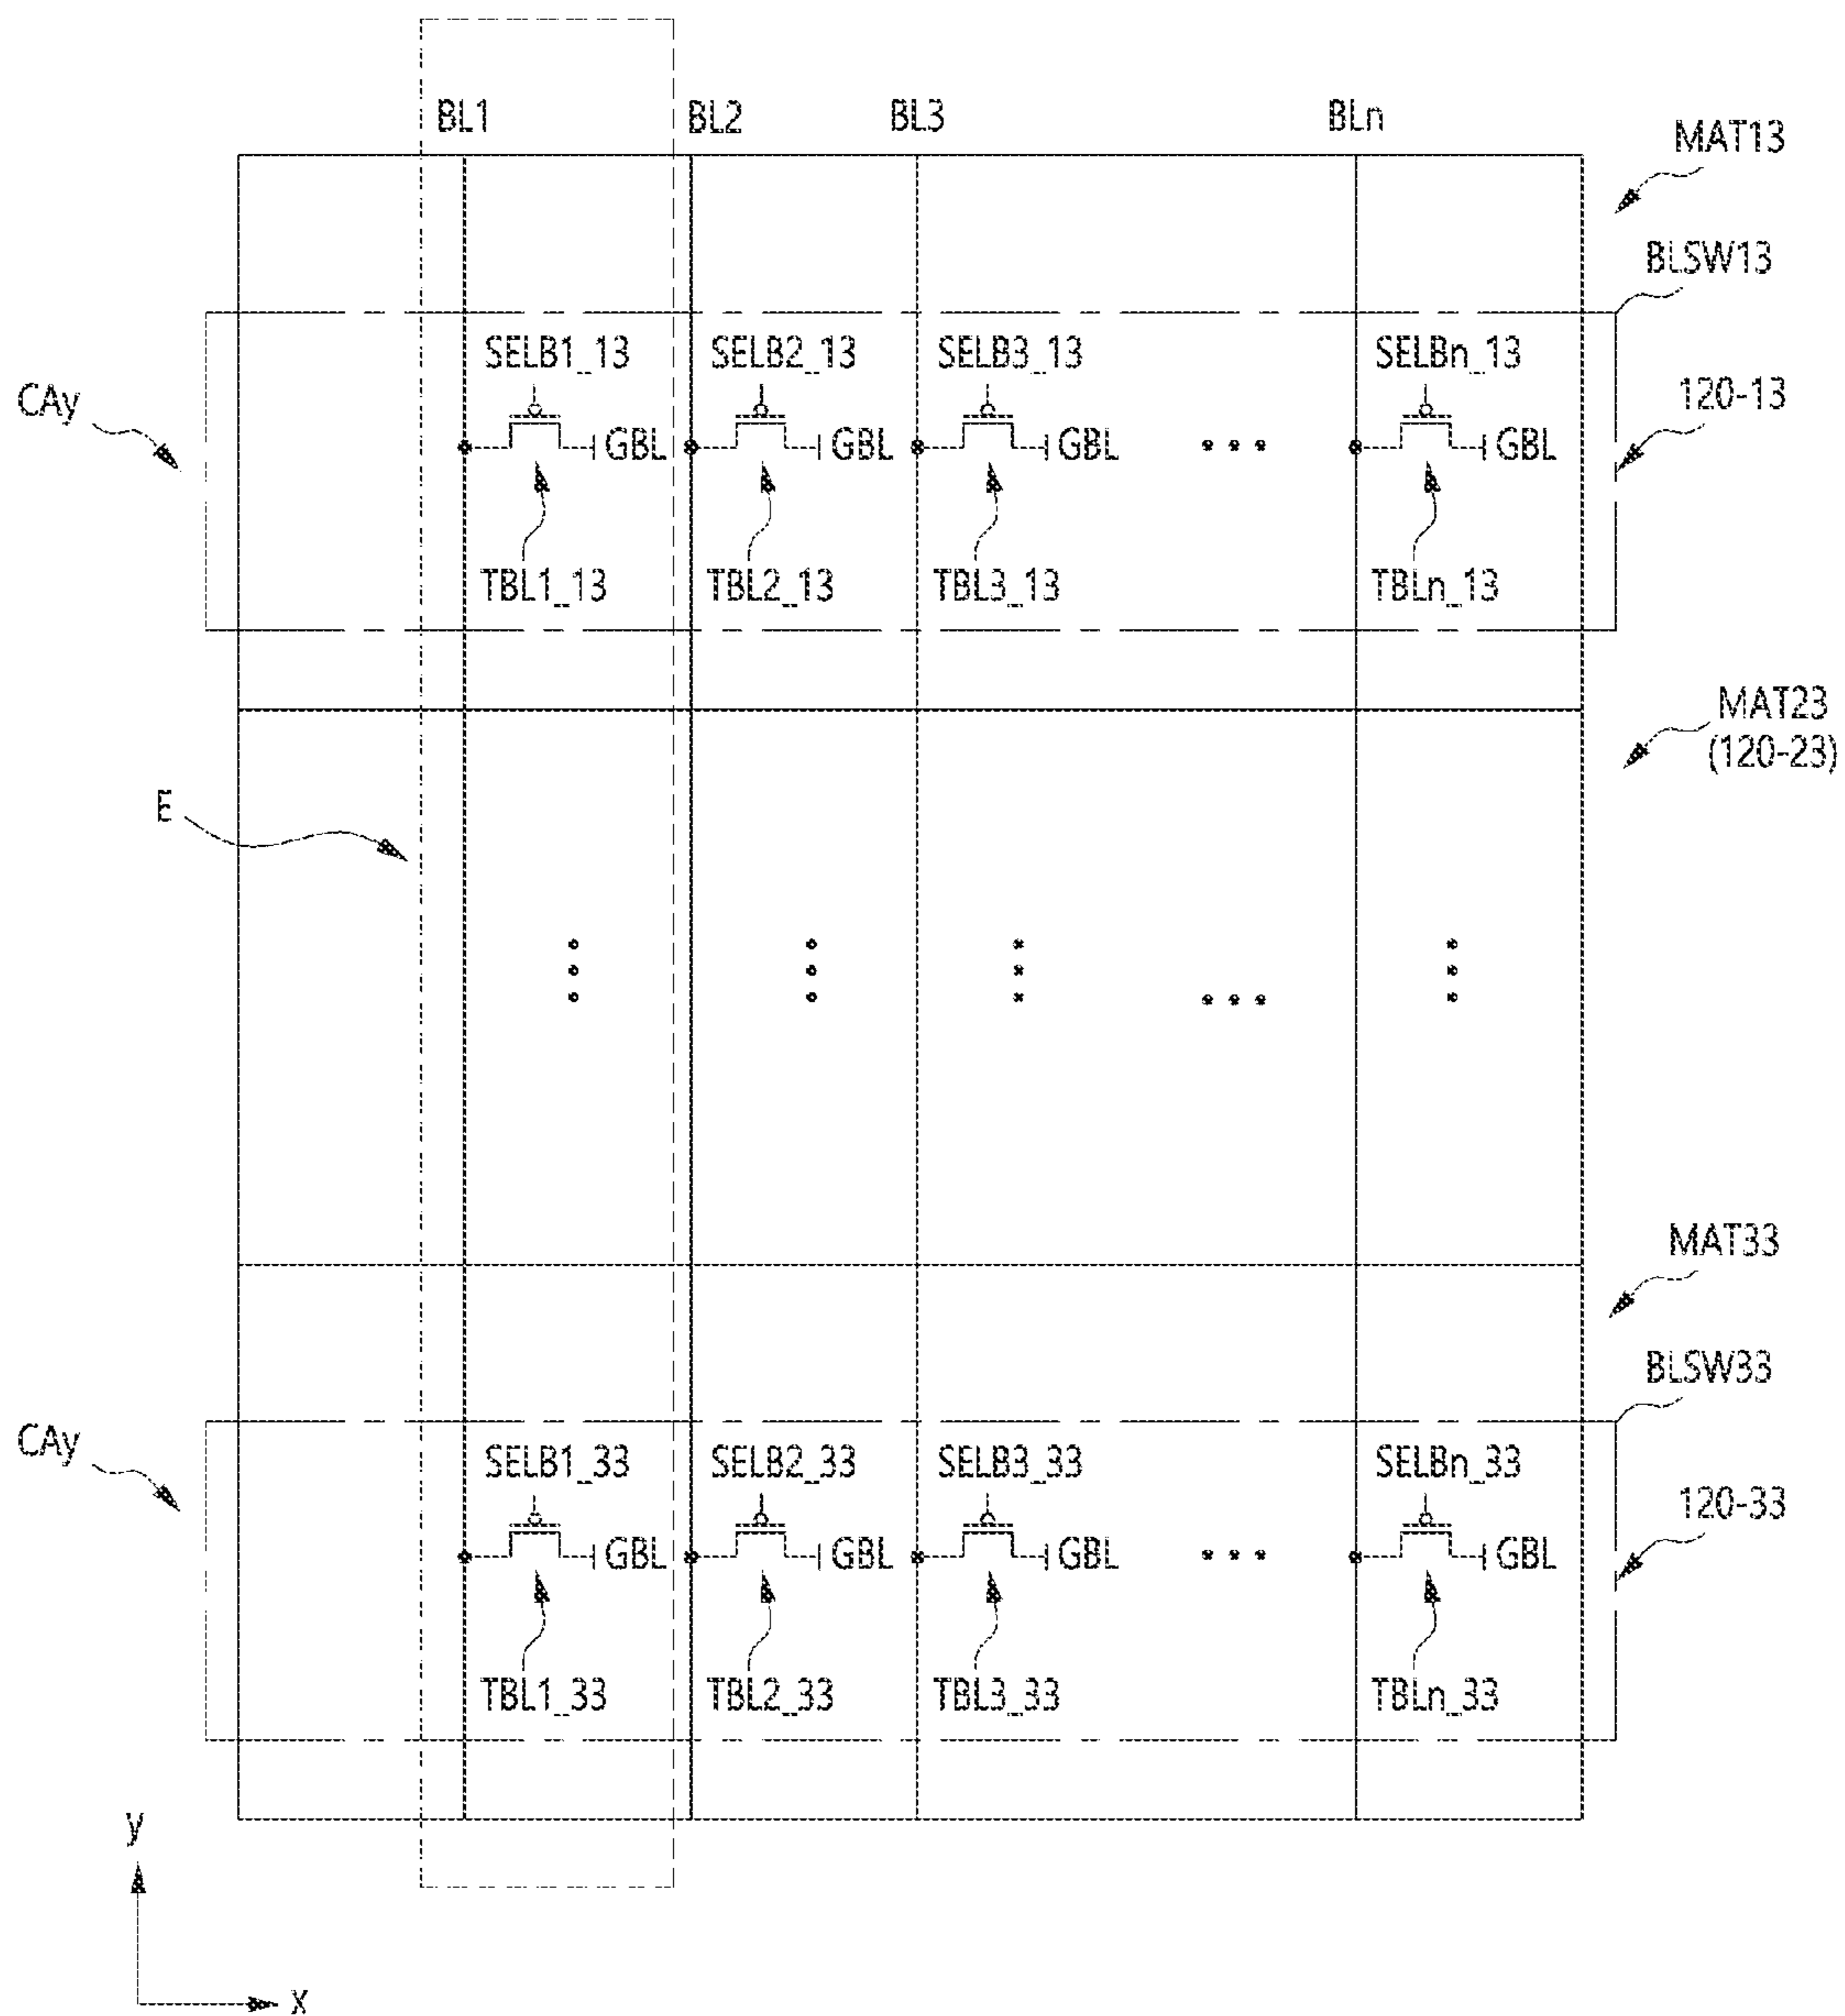 BL1 BL2 BL3 BLn
MAT13
BLSW13
SELB1_13 SELB2_13 SELB3_13 SELBn_13
CAy
120-13
GBL GBL GBL ••• GBL
TBL1_13 TBL2_13 TBL3_13 TBLn_13
MAT23
(120-23)
E
MAT33
BLSW33
CAy
SELB1_33 SELB2_33 SELB3_33 SELBn_33
120-33
GBL GBL GBL ••• GBL
TBL1_33 TBL2_33 TBL3_33 TBLn_33
y
x